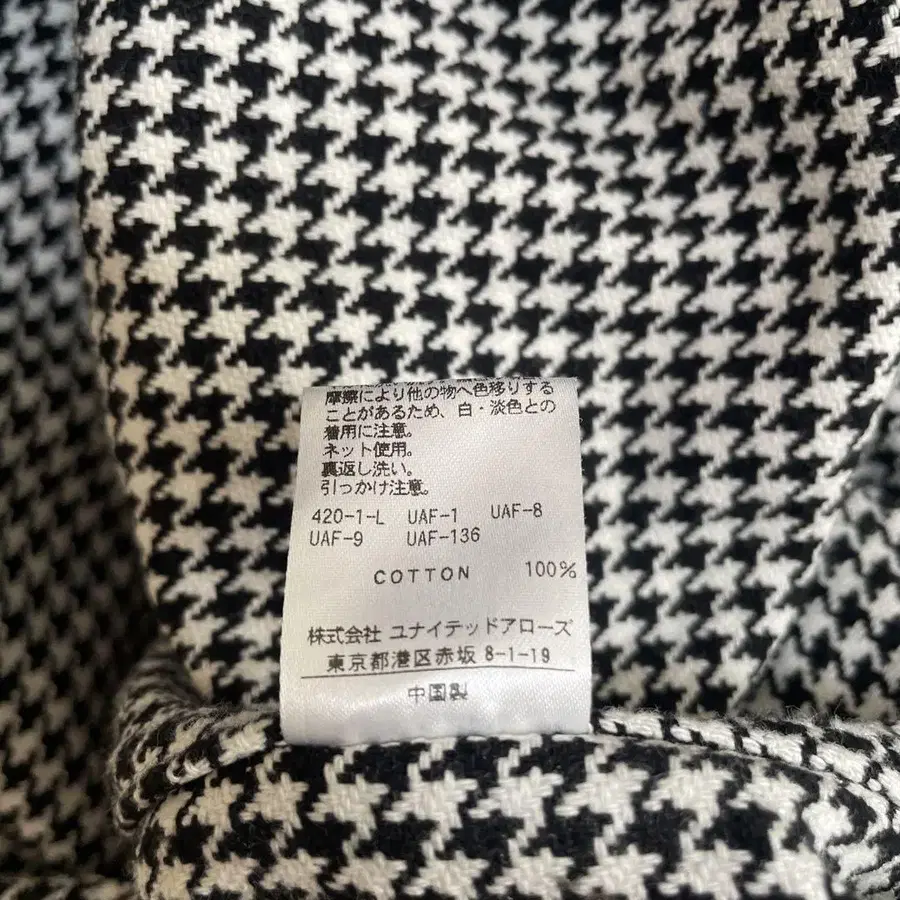 摩擦により他の物へ色移りする
ことがあるため、白・淡色との
着用に注意。
ネット使用。
裏返し洗い。
引っかけ注意。
420-1-L UAF-1 UAF-8
UAF-9 UAF-136
COTTON 100%
株式会社 ユナイテッドアローズ
東京都港区赤坂 8-1-19
中国製